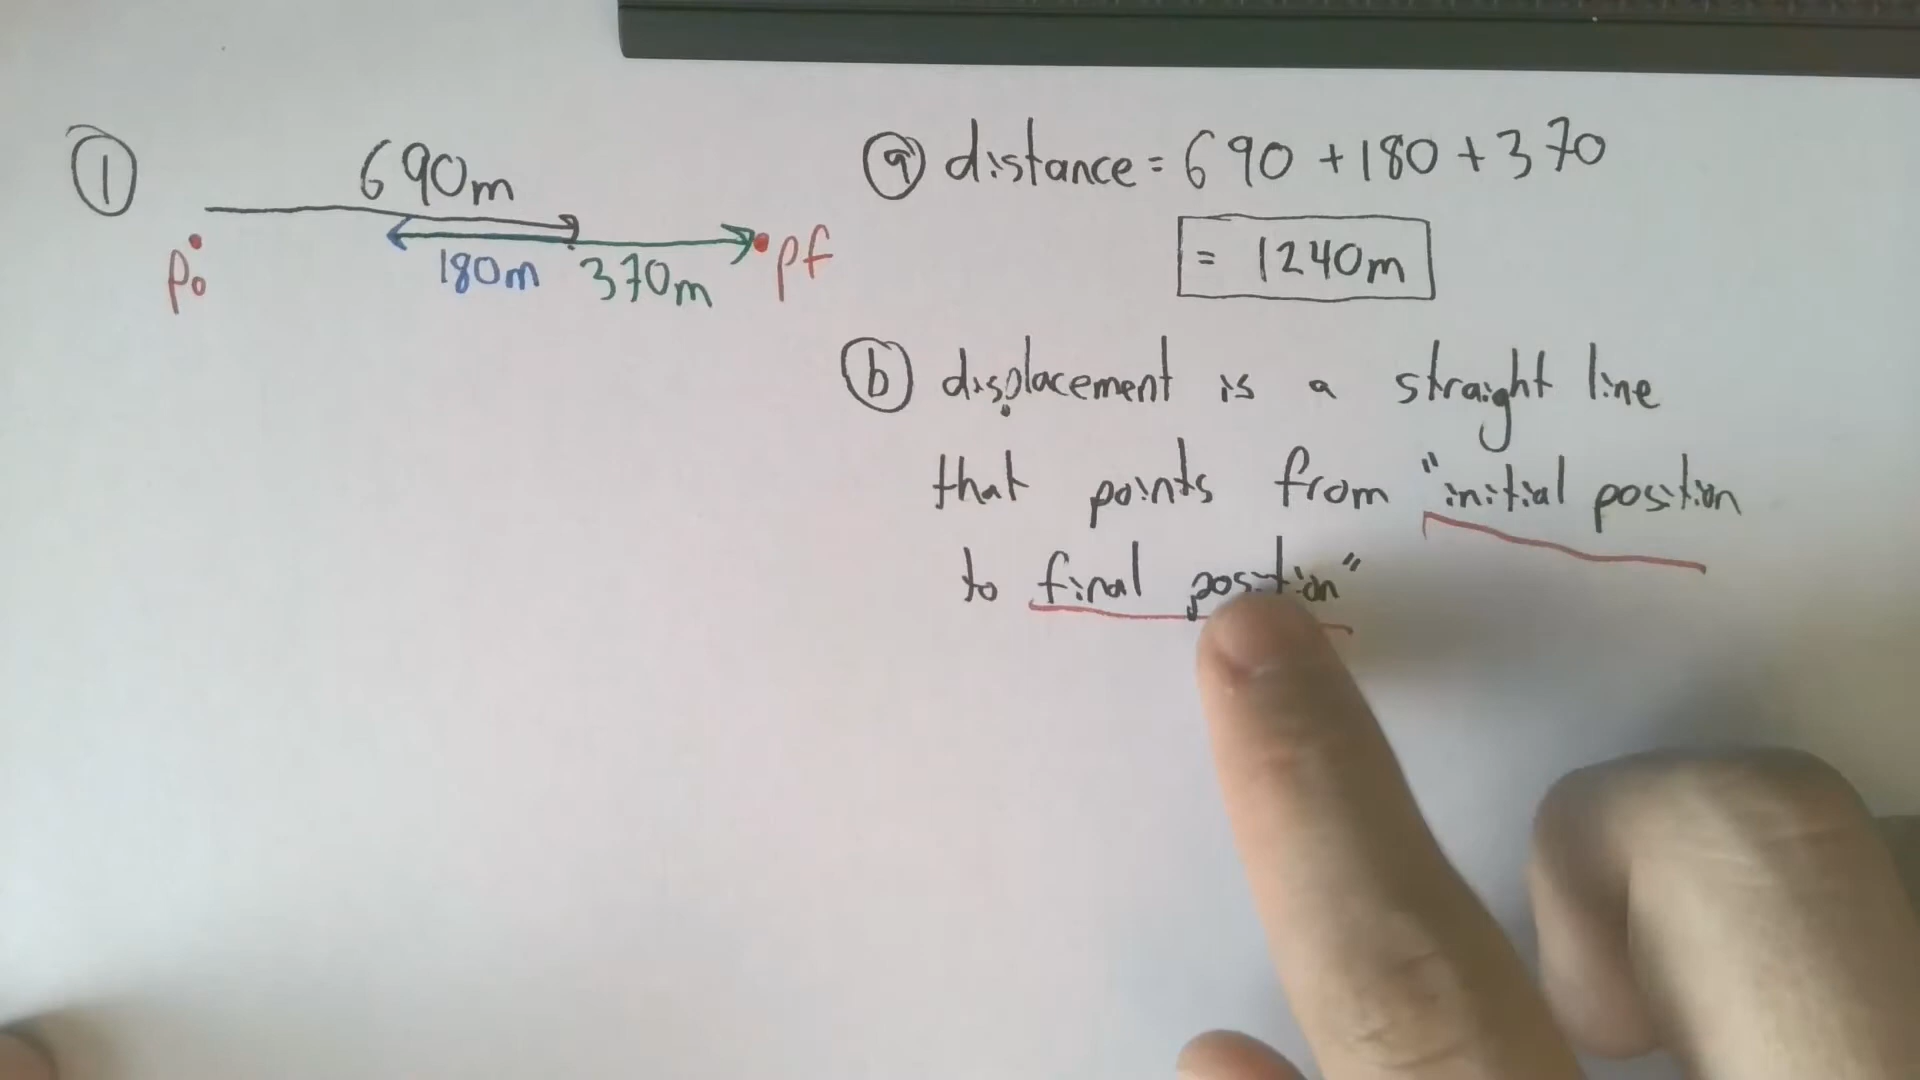 ①
690m
180m
370m
po
pf
ⓐ distance = 690 + 180 + 370
= 1240m
ⓑ displacement is a straight line
that points from "initial position
to final position"